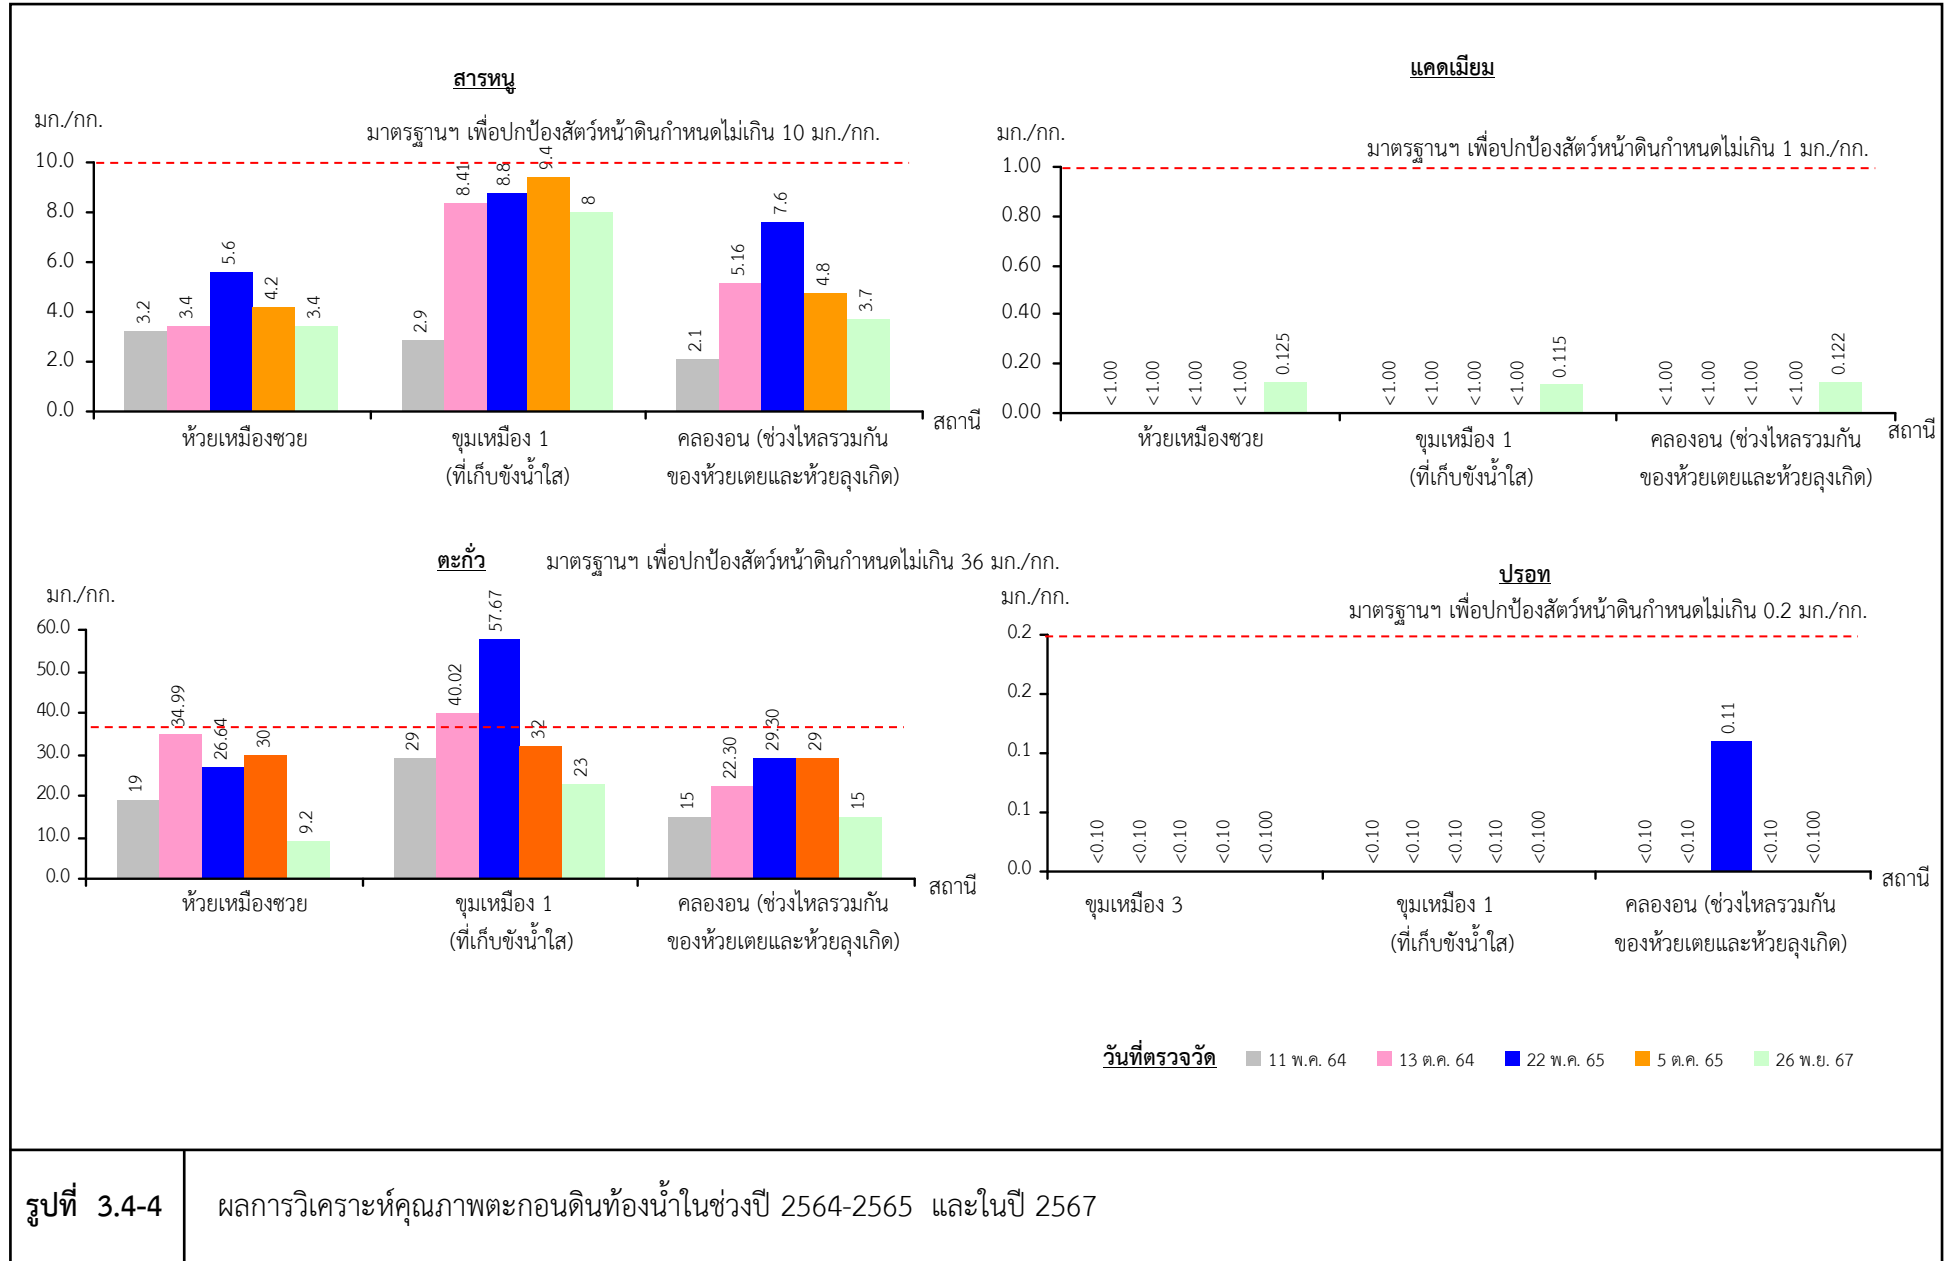 สารหนู
มก./กก.
มาตรฐานฯ เพื่อปกป้องสัตว์หน้าดินกำหนดไม่เกิน 10 มก./กก.
10.0
8.0
6.0
4.0
2.0
0.0
3.2 3.4 5.6 4.2 3.4
2.9 8.41 8.8 9.4 8
2.1 5.16 7.6 4.8 3.7
สถานี
ห้วยเหมืองซวย ขุมเหมือง 1 คลองงอน (ช่วงไหลรวมกัน
(ที่เก็บขังน้ำใส) ของห้วยเตยและห้วยลุงเกิด)
แคดเมียม
มก./กก.
มาตรฐานฯ เพื่อปกป้องสัตว์หน้าดินกำหนดไม่เกิน 1 มก./กก.
1.00
0.80
0.60
0.40
0.20
0.00
<1.00 <1.00 <1.00 <1.00 0.125
<1.00 <1.00 <1.00 <1.00 0.115
<1.00 <1.00 <1.00 <1.00 0.122
สถานี
ห้วยเหมืองซวย ขุมเหมือง 1 คลองงอน (ช่วงไหลรวมกัน
(ที่เก็บขังน้ำใส) ของห้วยเตยและห้วยลุงเกิด)
ตะกั่ว มาตรฐานฯ เพื่อปกป้องสัตว์หน้าดินกำหนดไม่เกิน 36 มก./กก.
มก./กก.
60.0
50.0
40.0
30.0
20.0
10.0
0.0
19 34.99 26.64 30 9.2
29 40.02 57.67 32 23
15 22.30 29.30 29 15
สถานี
ห้วยเหมืองซวย ขุมเหมือง 1 คลองงอน (ช่วงไหลรวมกัน
(ที่เก็บขังน้ำใส) ของห้วยเตยและห้วยลุงเกิด)
ปรอท
มก./กก.
มาตรฐานฯ เพื่อปกป้องสัตว์หน้าดินกำหนดไม่เกิน 0.2 มก./กก.
0.2
0.2
0.1
0.1
0.0
<0.10 <0.10 <0.10 <0.10 <0.100
<0.10 <0.10 <0.10 <0.10 <0.100
<0.10 <0.10 0.11 <0.10 <0.100
สถานี
ขุมเหมือง 3 ขุมเหมือง 1 คลองงอน (ช่วงไหลรวมกัน
(ที่เก็บขังน้ำใส) ของห้วยเตยและห้วยลุงเกิด)
วันที่ตรวจวัด 11 พ.ค. 64 13 ต.ค. 64 22 พ.ค. 65 5 ต.ค. 65 26 พ.ย. 67
รูปที่ 3.4-4 ผลการวิเคราะห์คุณภาพตะกอนดินท้องน้ำในช่วงปี 2564-2565 และในปี 2567